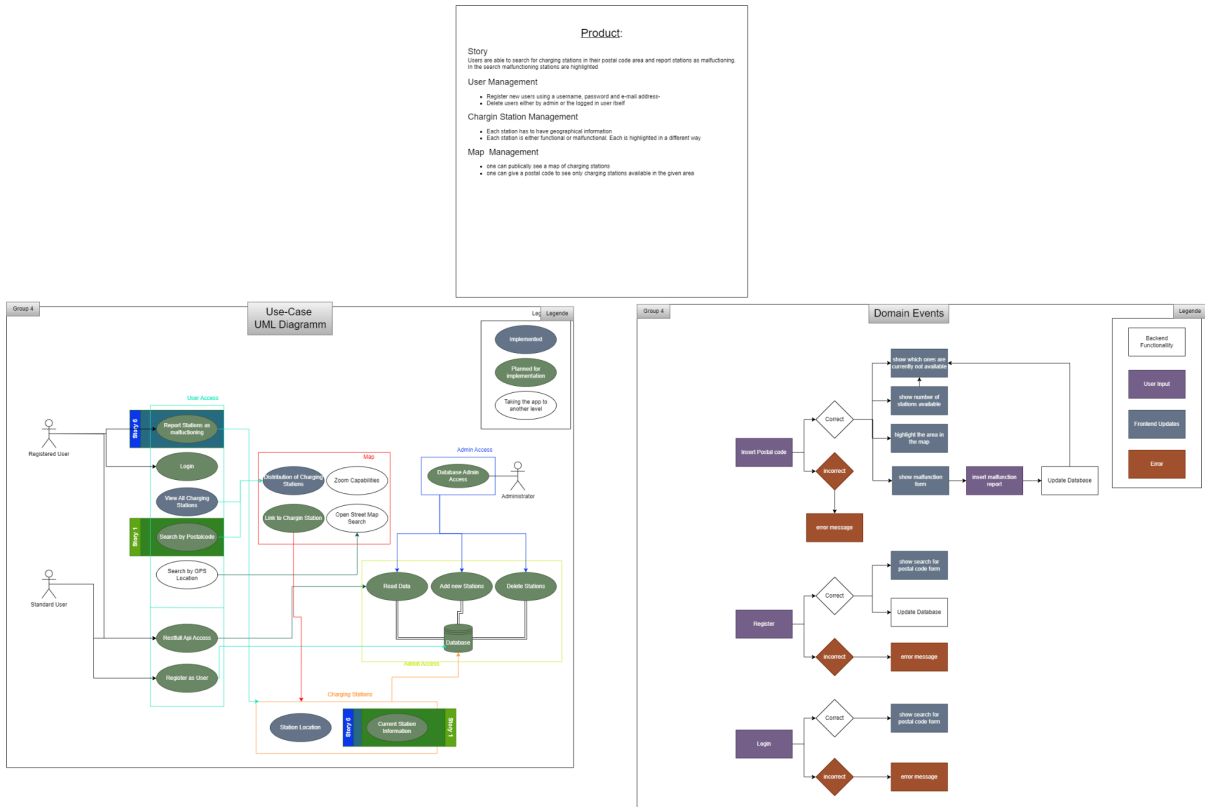 Product:
Story
Users are able to search for charging stations in their postal code area and report stations as malfuctioning.
In the search malfunctioning stations are highlighted
User Management
Register new users using a username, password and e-mail address-
Delete users either by admin or the logged in user itself
Chargin Station Management
Each station has to have geographical information
Each station is either functional or malfunctional. Each is highlighted in a different way
Map Management
one can publically see a map of charging stations
one can give a postal code to see only charging stations available in the given area
Group 4
Use-Case
UML Diagramm
Legende
Implemented
Planned for
implementation
Taking the app to
another level
User Access
Registered User
Story 6
Report Stations as
malfuctioning
Login
View All Charging
Stations
Story 1
Search by Postalcode
Search by GPS
Location
Standard User
Restfull Api Access
Register as User
Map
Distribution of Charging
Stations
Zoom Capabilities
Link to Chargin Station
Open Street Map
Search
Admin Access
Database Admin
Access
Administrator
Read Data
Add new Stations
Delete Stations
Database
Admin Access
Charging Stations
Station Location
Story 6
Current Station
Information
Story 1
Group 4
Domain Events
Legende
Backend
Functionality
User Input
Frontend Updates
Error
Insert Postal code
Correct
incorrect
error message
show which ones are
currently not available
show number of
stations available
highlight the area in
the map
show malfunction
form
insert malfunction
report
Update Database
Register
Correct
incorrect
show search for
postal code form
Update Database
error message
Login
Correct
incorrect
show search for
postal code form
error message